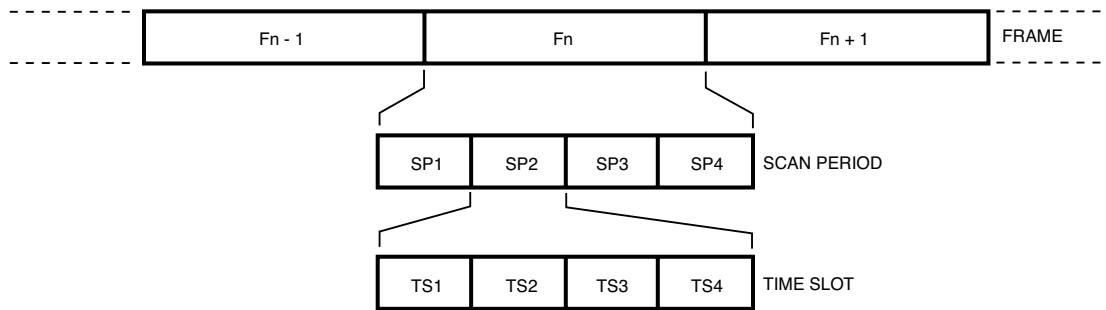 Fn - 1 Fn Fn + 1 FRAME
SP1 SP2 SP3 SP4 SCAN PERIOD
TS1 TS2 TS3 TS4 TIME SLOT